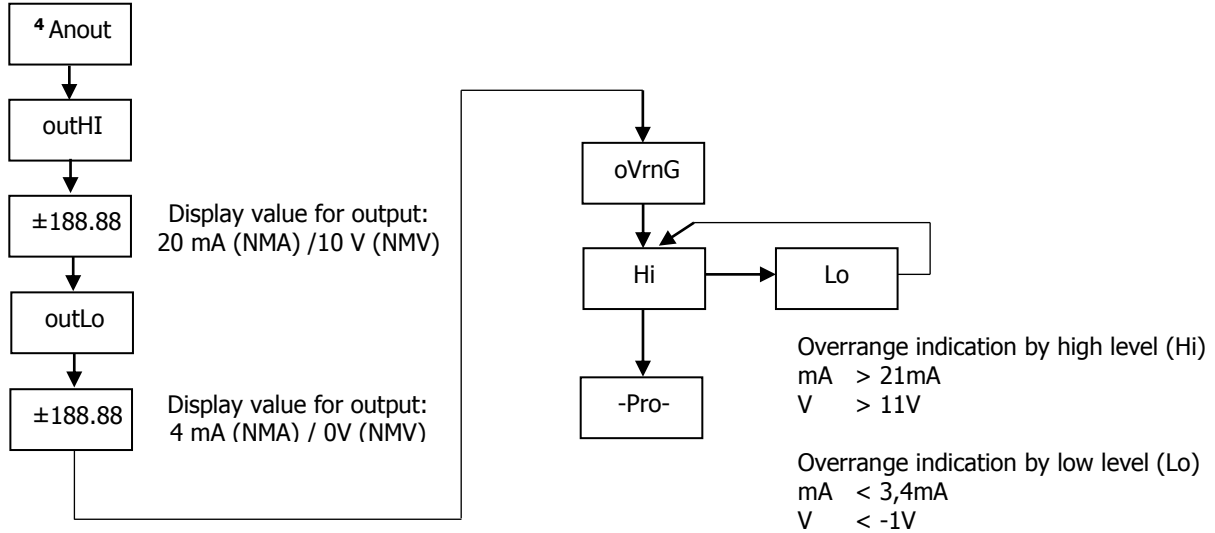 ⁴ Anout
outHI
±188.88
Display value for output:
20 mA (NMA) /10 V (NMV)
outLo
±188.88
Display value for output:
4 mA (NMA) / 0V (NMV)
oVrnG
Hi
Lo
-Pro-
Overrange indication by high level (Hi)
mA > 21mA
V > 11V
Overrange indication by low level (Lo)
mA < 3,4mA
V < -1V